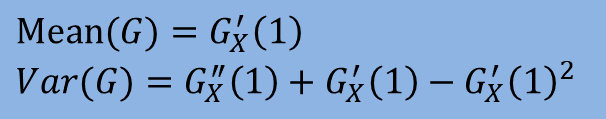 Mean(G) = G′_X(1)
Var(G) = G″_X(1) + G′_X(1) − G′_X(1)²